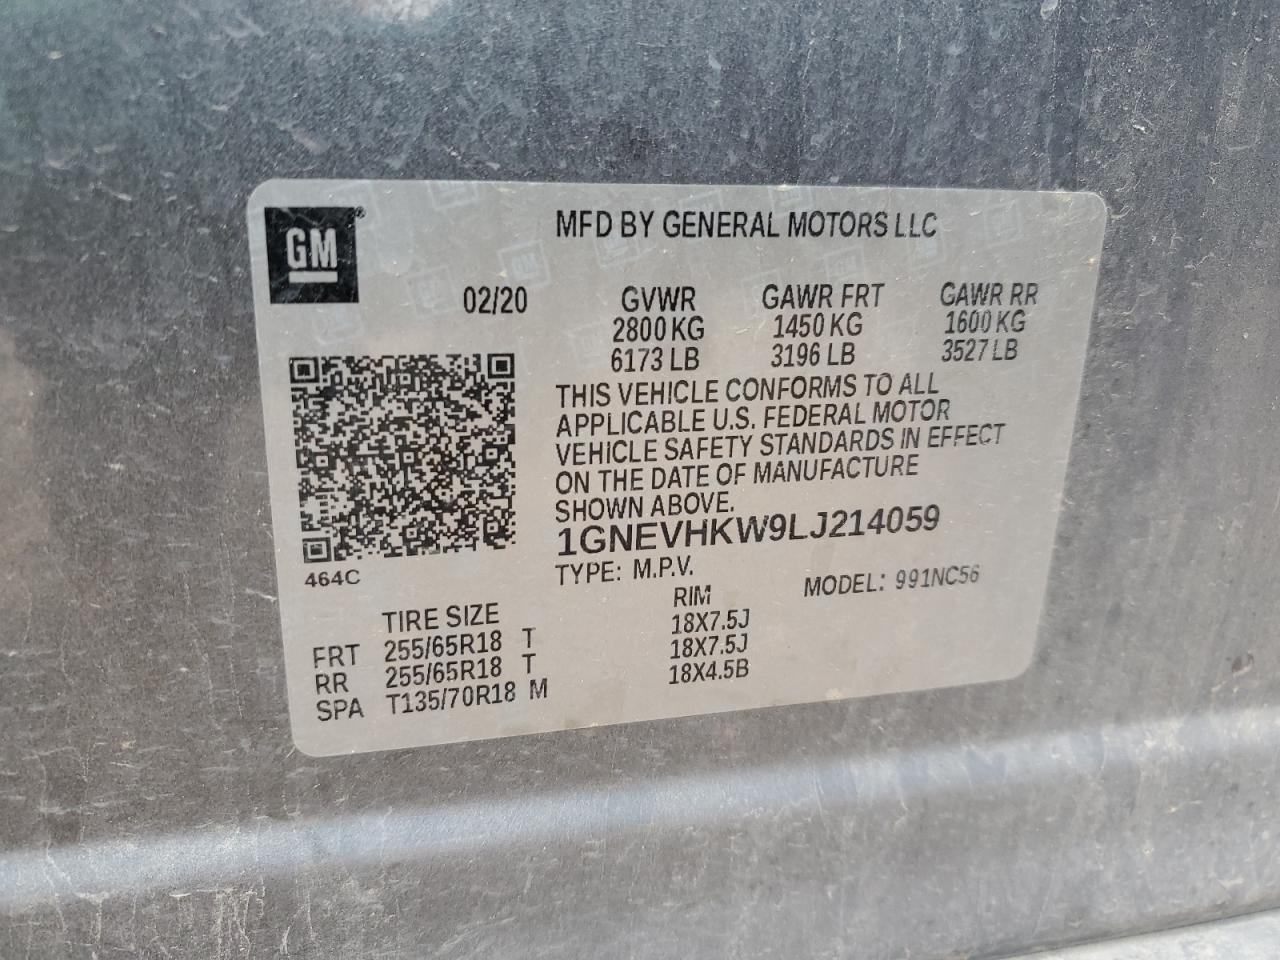 GM
MFD BY GENERAL MOTORS LLC
02/20 GVWR GAWR FRT GAWR RR
2800 KG 1450 KG 1600 KG
6173 LB 3196 LB 3527 LB
THIS VEHICLE CONFORMS TO ALL
APPLICABLE U.S. FEDERAL MOTOR
VEHICLE SAFETY STANDARDS IN EFFECT
ON THE DATE OF MANUFACTURE
SHOWN ABOVE.
1GNEVHKW9LJ214059
464C
TYPE: M.P.V. MODEL: 991NC56
TIRE SIZE RIM
FRT 255/65R18 T 18X7.5J
RR 255/65R18 T 18X7.5J
SPA T135/70R18 M 18X4.5B